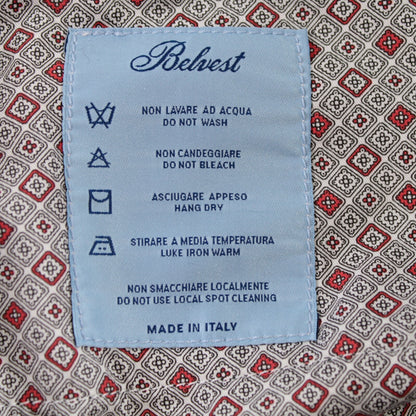 Belvest
NON LAVARE AD ACQUA
DO NOT WASH
NON CANDEGGIARE
DO NOT BLEACH
ASCIUGARE APPESO
HANG DRY
STIRARE A MEDIA TEMPERATURA
LUKE IRON WARM
NON SMACCHIARE LOCALMENTE
DO NOT USE LOCAL SPOT CLEANING
MADE IN ITALY